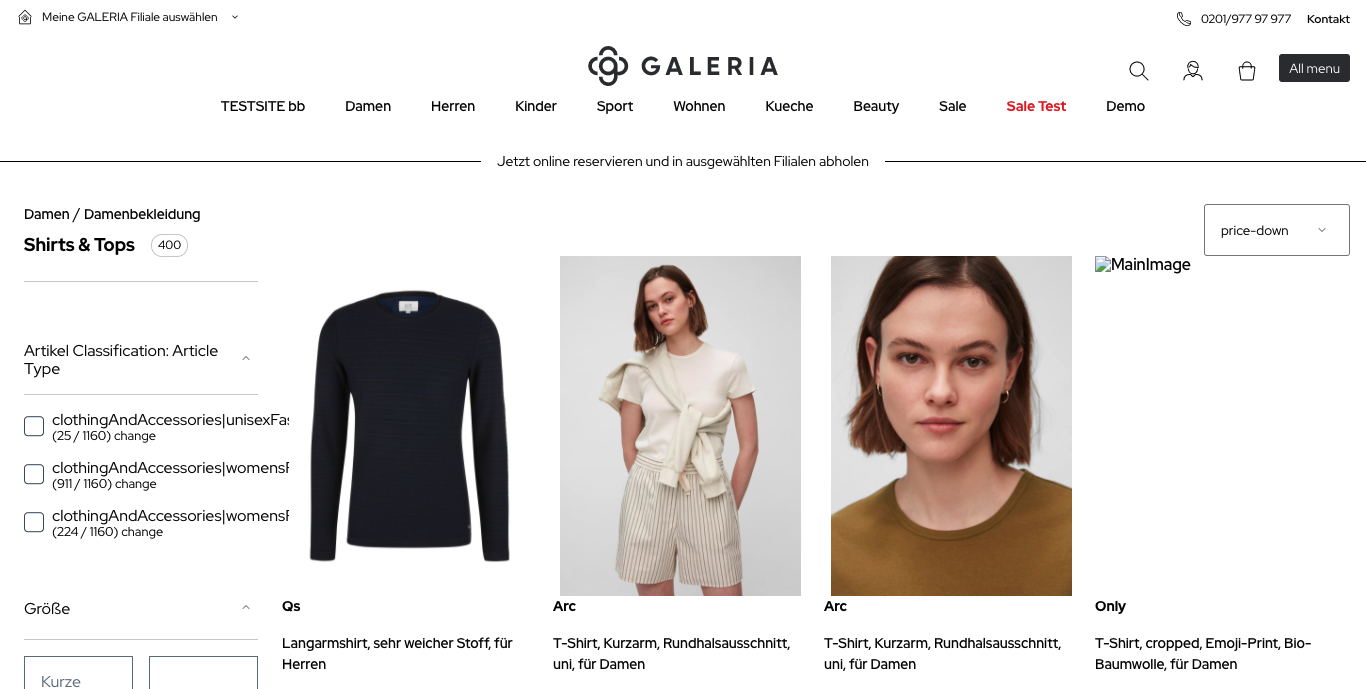 Meine GALERIA Filiale auswählen
0201/977 97 977
Kontakt
GALERIA
All menu
TESTSITE bb
Damen
Herren
Kinder
Sport
Wohnen
Kueche
Beauty
Sale
Sale Test
Demo
Jetzt online reservieren und in ausgewählten Filialen abholen
Damen / Damenbekleidung
Shirts & Tops
400
price-down
Artikel Classification: Article
Type
clothingAndAccessories|unisexFas
(25 / 1160) change
clothingAndAccessories|womensF
(911 / 1160) change
clothingAndAccessories|womensF
(224 / 1160) change
Größe
Kurze
MainImage
Qs
Langarmshirt, sehr weicher Stoff, für
Herren
Arc
T-Shirt, Kurzarm, Rundhalsausschnitt,
uni, für Damen
Arc
T-Shirt, Kurzarm, Rundhalsausschnitt,
uni, für Damen
Only
T-Shirt, cropped, Emoji-Print, Bio-
Baumwolle, für Damen